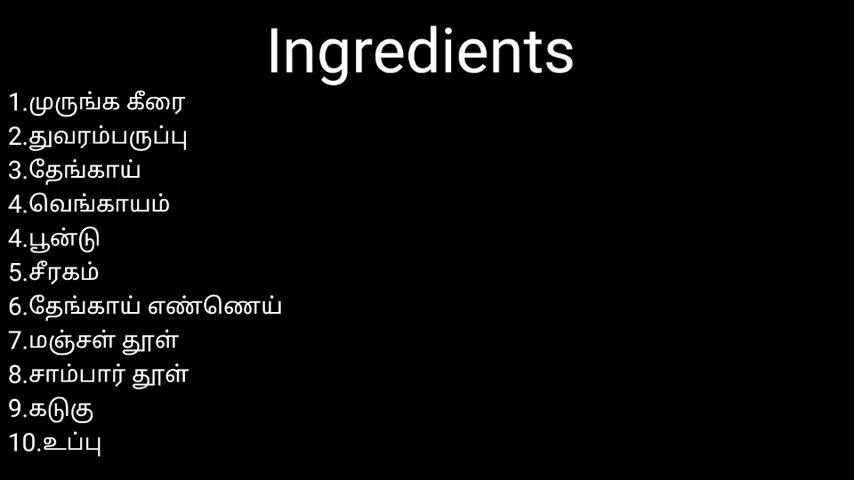 Ingredients
1.முருங்க கீரை
2.துவரம்பருப்பு
3.தேங்காய்
4.வெங்காயம்
4.பூண்டு
5.சீரகம்
6.தேங்காய் எண்ணெய்
7.மஞ்சள் தூள்
8.சாம்பார் தூள்
9.கடுகு
10.உப்பு